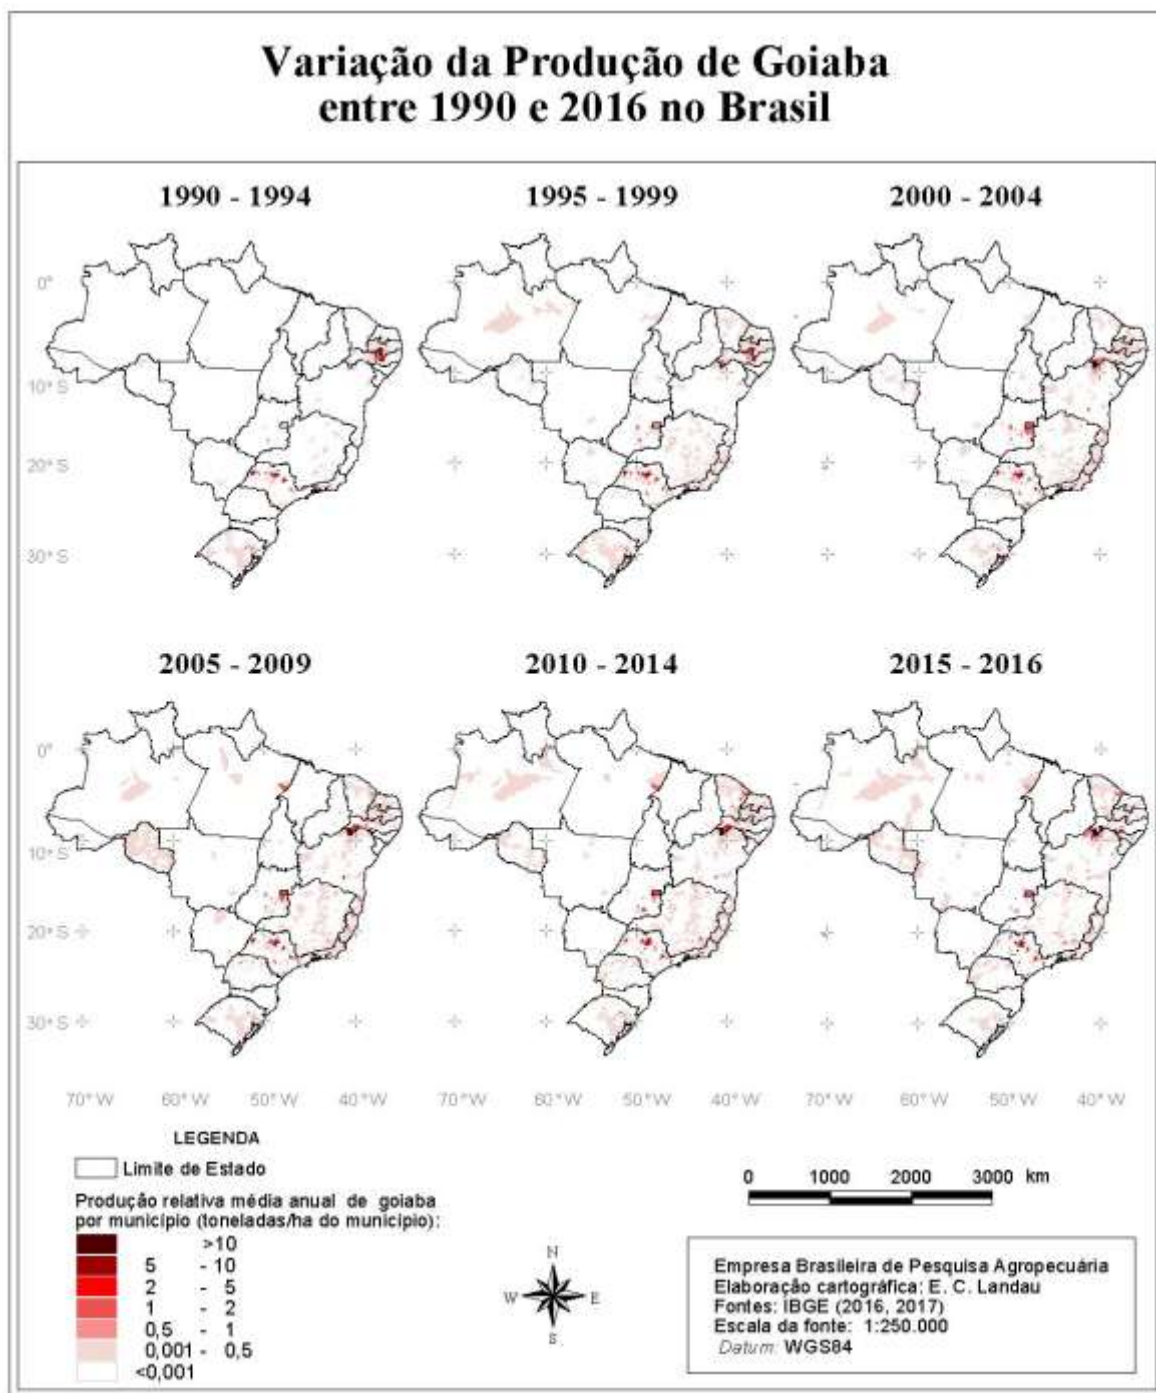 Variação da Produção de Goiaba
entre 1990 e 2016 no Brasil
1990 - 1994
1995 - 1999
2000 - 2004
0°
10° S
20° S
30° S
2005 - 2009
2010 - 2014
2015 - 2016
0°
10° S
20° S
30° S
70° W 60° W 50° W 40° W
70° W 60° W 50° W 40° W
70° W 60° W 50° W 40° W
LEGENDA
Limite de Estado
Produção relativa média anual de goiaba
por município (toneladas/ha do município):
>10
5 - 10
2 - 5
1 - 2
0,5 - 1
0,001 - 0,5
<0,001
N
W E
S
0 1000 2000 3000 km
Empresa Brasileira de Pesquisa Agropecuária
Elaboração cartográfica: E. C. Landau
Fontes: IBGE (2016, 2017)
Escala da fonte: 1:250.000
Datum: WGS84